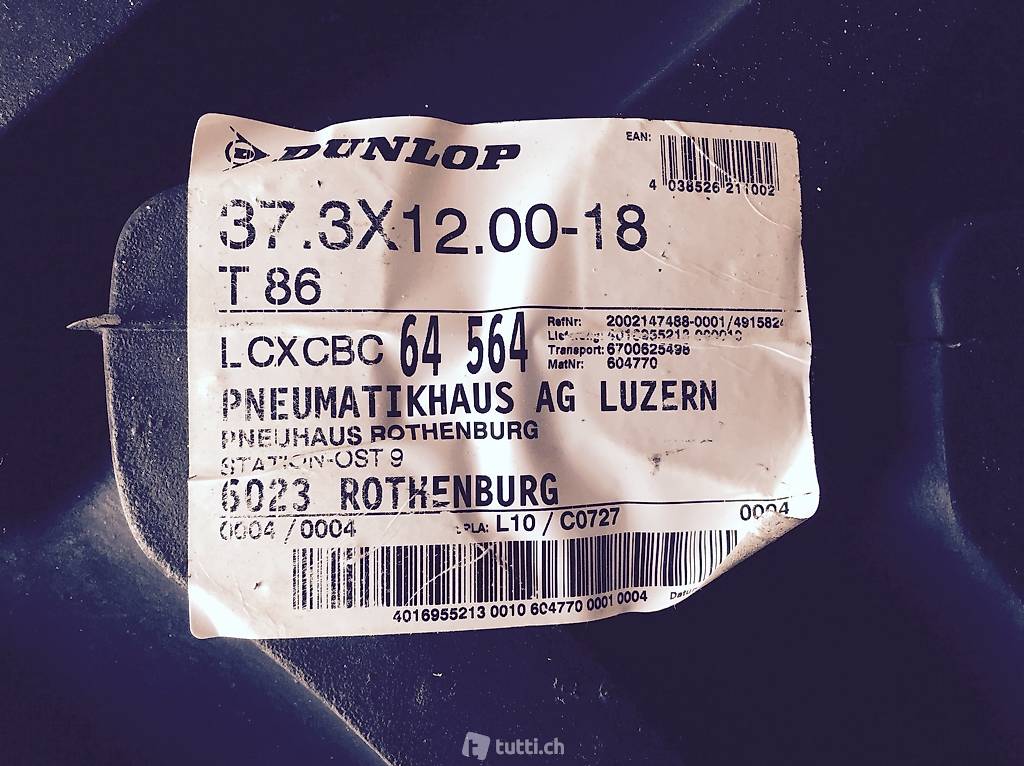 DUNLOP
EAN:
4 038526 211002
37.3X12.00-18
T 86
LCXCBC 64 564
RefNr: 2002147488-0001/491582
Transport: 6700625498
MatNr: 604770
PNEUMATIKHAUS AG LUZERN
PNEUHAUS ROTHENBURG
STATION-OST 9
6023 ROTHENBURG
0004 / 0004
PLA: L10 / C0727
0004
4016955213 0010 604770 0001 0004
tutti.ch